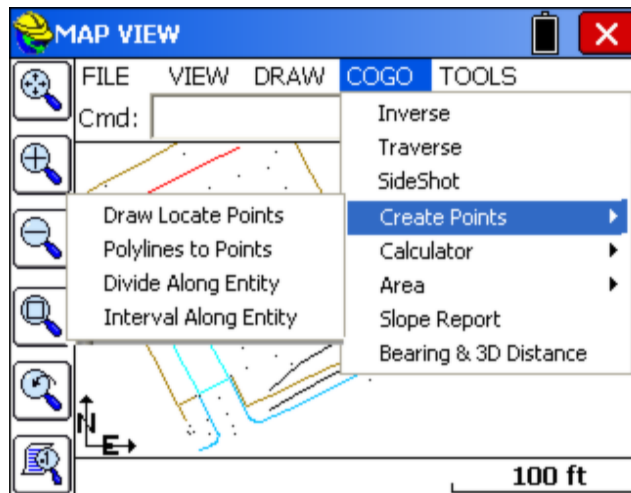 MAP VIEW
FILE VIEW DRAW COGO TOOLS
Cmd:
Inverse
Traverse
SideShot
Create Points
Calculator
Area
Slope Report
Bearing & 3D Distance
Draw Locate Points
Polylines to Points
Divide Along Entity
Interval Along Entity
N
E
100 ft